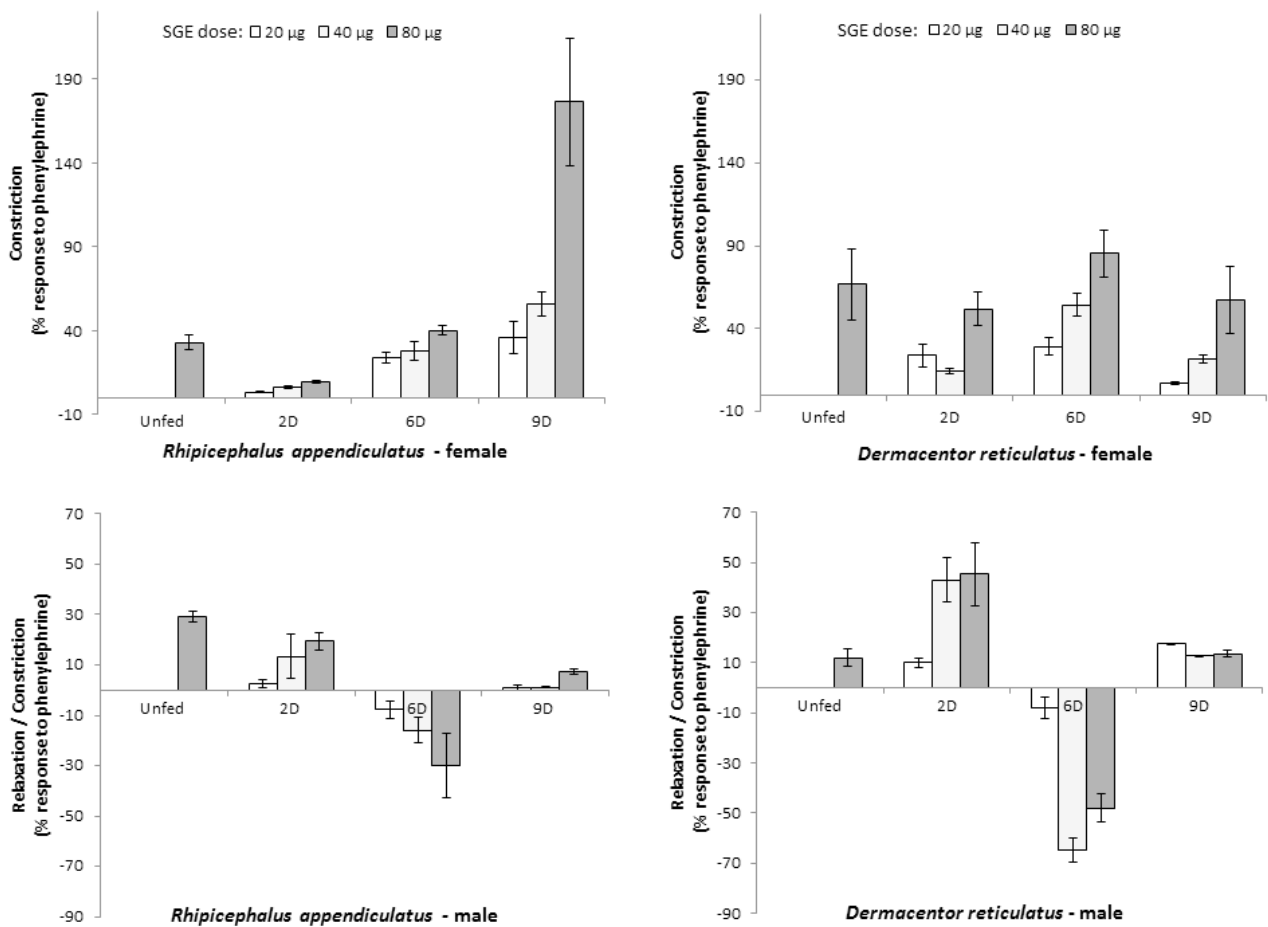 SGE dose: 20 µg 40 µg 80 µg
190
140
90
40
-10
Constriction
(% response to phenylephrine)
Unfed 2D 6D 9D
Rhipicephalus appendiculatus - female
SGE dose: 20 µg 40 µg 80 µg
190
140
90
40
-10
Constriction
(% response to phenylephrine)
Unfed 2D 6D 9D
Dermacentor reticulatus - female
70
50
30
10
-10
-30
-50
-70
-90
Relaxation / Constriction
(% response to phenylephrine)
Unfed 2D 6D 9D
Rhipicephalus appendiculatus - male
70
50
30
10
-10
-30
-50
-70
-90
Relaxation / Constriction
(% response to phenylephrine)
Unfed 2D 6D 9D
Dermacentor reticulatus - male